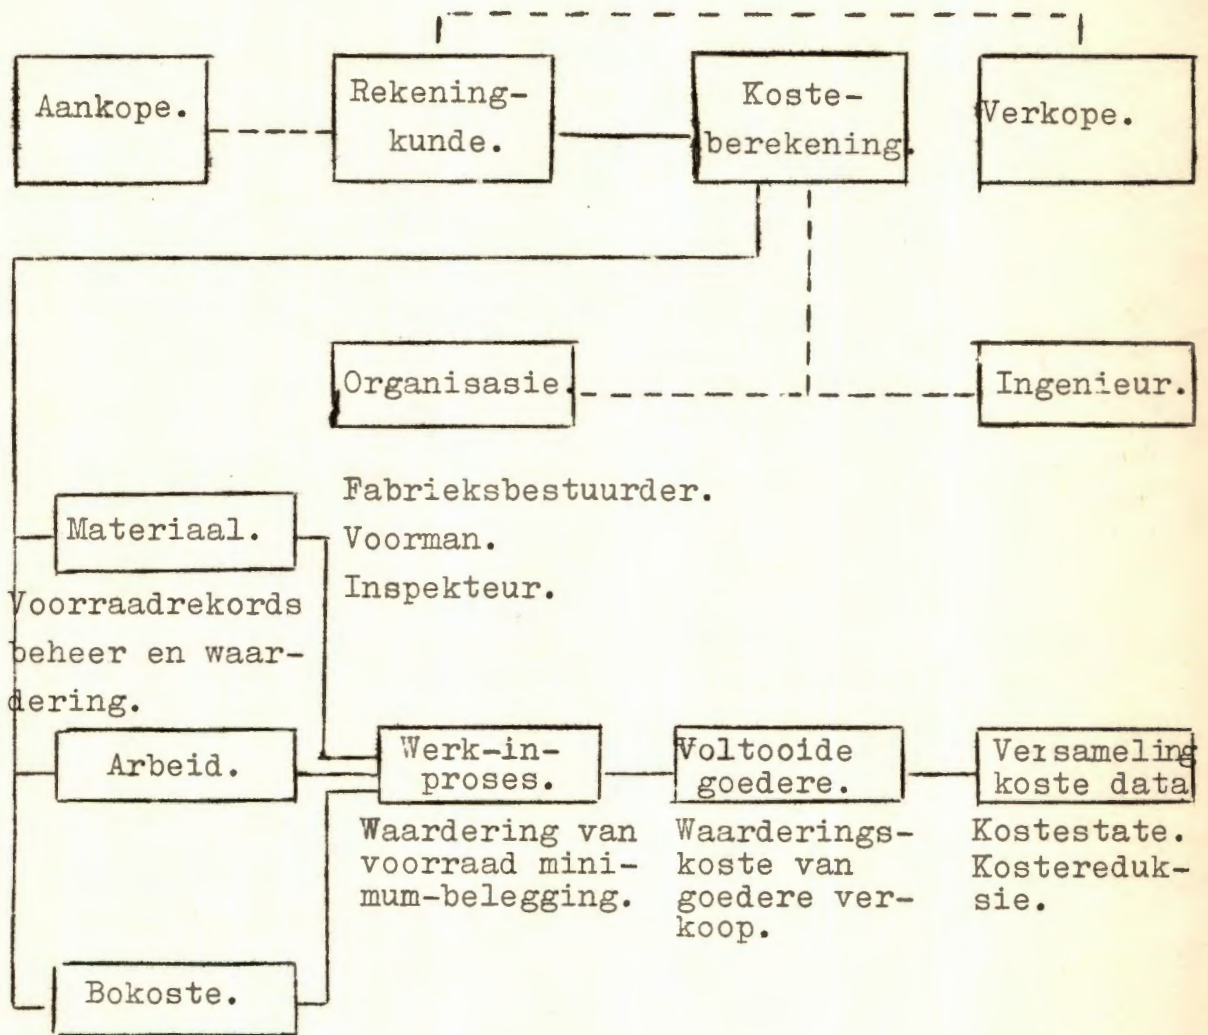 Aankope.
Rekening-
kunde.
Koste-
berekening.
Verkope.
Organisasie.
Ingenieur.
Fabrieksbestuurder.
Voorman.
Inspekteur.
Materiaal.
Voorraadrekords
beheer en waar-
dering.
Arbeid.
Werk-in-
proses.
Voltooide
goedere.
Versameling
koste data
Waardering van
voorraad mini-
mum-belegging.
Waarderings-
koste van
goedere ver-
koop.
Kostestate.
Kostereduk-
sie.
Bokoste.